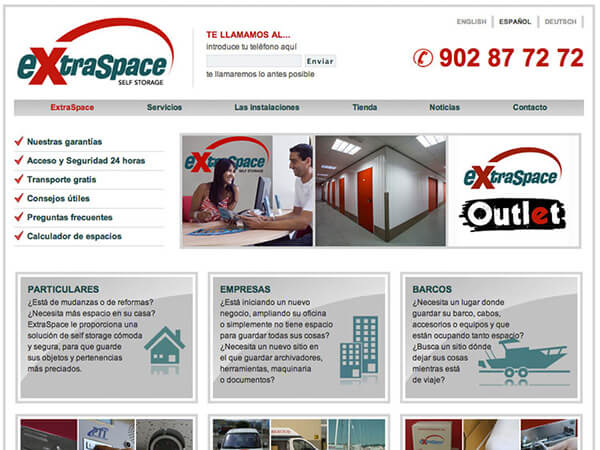 eXtraSpace
SELF STORAGE
TE LLAMAMOS AL...
introduce tu teléfono aquí
Enviar
te llamaremos lo antes posible
ENGLISH
ESPAÑOL
DEUTSCH
✆ 902 87 72 72
ExtraSpace
Servicios
Las instalaciones
Tienda
Noticias
Contacto
Nuestras garantías
Acceso y Seguridad 24 horas
Transporte gratis
Consejos útiles
Preguntas frecuentes
Calculador de espacios
eXtraSpace
SELF STORAGE
eXtraSpace
Outlet
PARTICULARES
¿Está de mudanzas o de reformas?
¿Necesita más espacio en su casa?
ExtraSpace le proporciona una
solución de self storage cómoda
y segura, para que guarde
sus objetos y pertenencias
más preciados.
EMPRESAS
¿Está iniciando un nuevo
negocio, ampliando su oficina
o simplemente no tiene espacio
para guardar todas sus cosas?
¿Necesita un nuevo sitio en
el que guardar archivadores,
herramientas, maquinaria
o documentos?
BARCOS
¿Necesita un lugar donde
guardar su barco, cabos,
accesorios o equipos y que
están ocupando tanto espacio?
¿Busca un sitio dónde
dejar sus cosas
mientras está
de viaje?
eXtraSpace